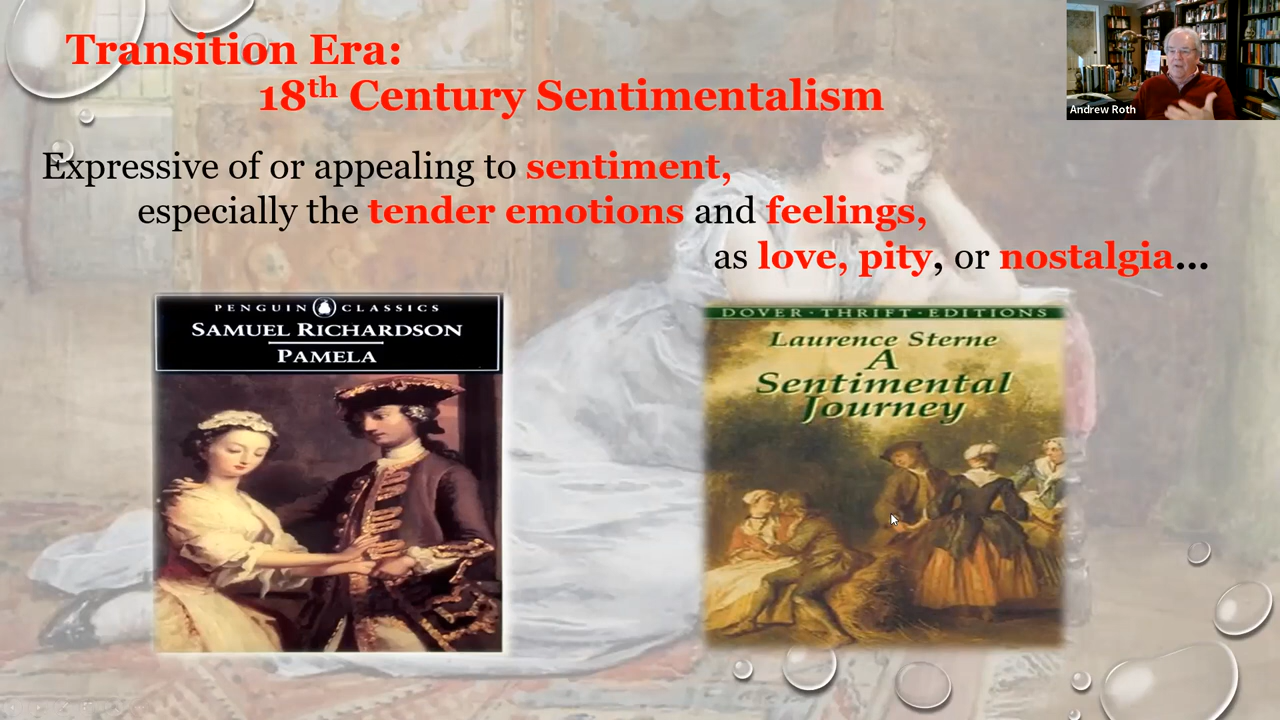 Transition Era:
18th Century Sentimentalism
Andrew Roth
Expressive of or appealing to sentiment,
especially the tender emotions and feelings,
as love, pity, or nostalgia...
PENGUIN CLASSICS
SAMUEL RICHARDSON
PAMELA
DOVER · THRIFT · EDITIONS
Laurence Sterne
A
Sentimental
Journey